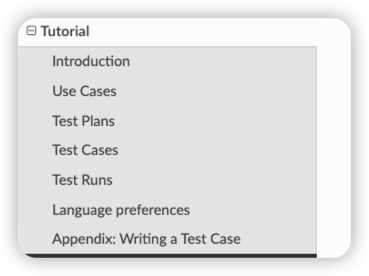 Tutorial
Introduction
Use Cases
Test Plans
Test Cases
Test Runs
Language preferences
Appendix: Writing a Test Case